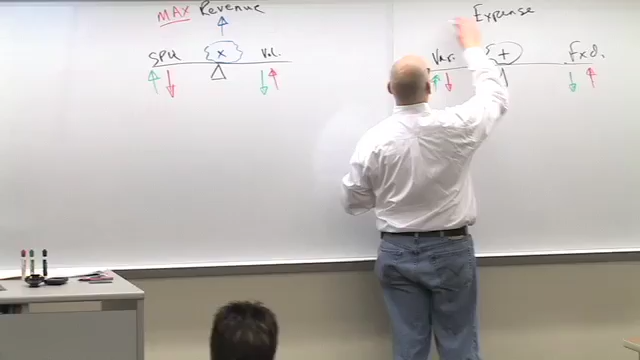 MAX Revenue
SPU x Vol.
Expense
Var. + Fxd.